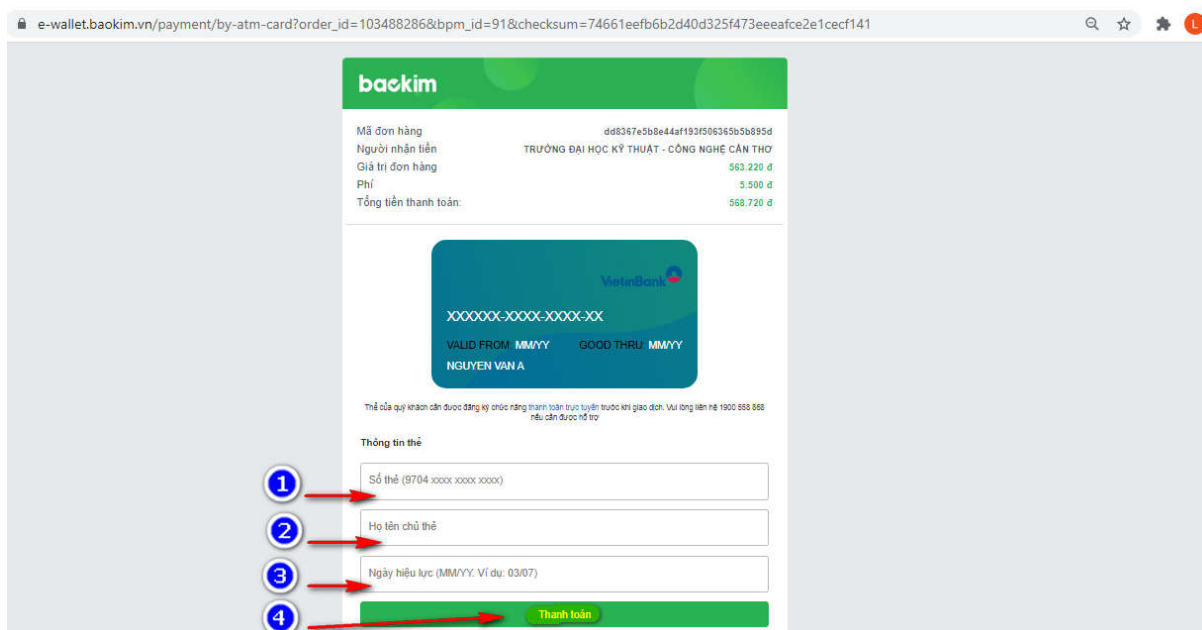 e-wallet.baokim.vn/payment/by-atm-card?order_id=103488286&bpm_id=91&checksum=74661eefb6b2d40d325f473eeeafce2e1cecf141
L
baokim
Mã đơn hàng dd8367e5b8e44af193f506365b5b895d
Người nhận tiền TRƯỜNG ĐẠI HỌC KỸ THUẬT - CÔNG NGHỆ CẦN THƠ
Giá trị đơn hàng 563.220 đ
Phí 5.500 đ
Tổng tiền thanh toán: 568.720 đ
VietinBank
XXXXXX-XXXX-XXXX-XX
VALID FROM: MM/YY GOOD THRU: MM/YY
NGUYEN VAN A
Thẻ của quý khách cần được đăng ký chức năng thanh toán trực tuyến trước khi giao dịch. Vui lòng liên hệ 1900 558 868
nếu cần được hỗ trợ
Thông tin thẻ
1 Số thẻ (9704 xxxx xxxx xxxx)
2 Họ tên chủ thẻ
3 Ngày hiệu lực (MM/YY. Ví dụ: 03/07)
4 Thanh toán